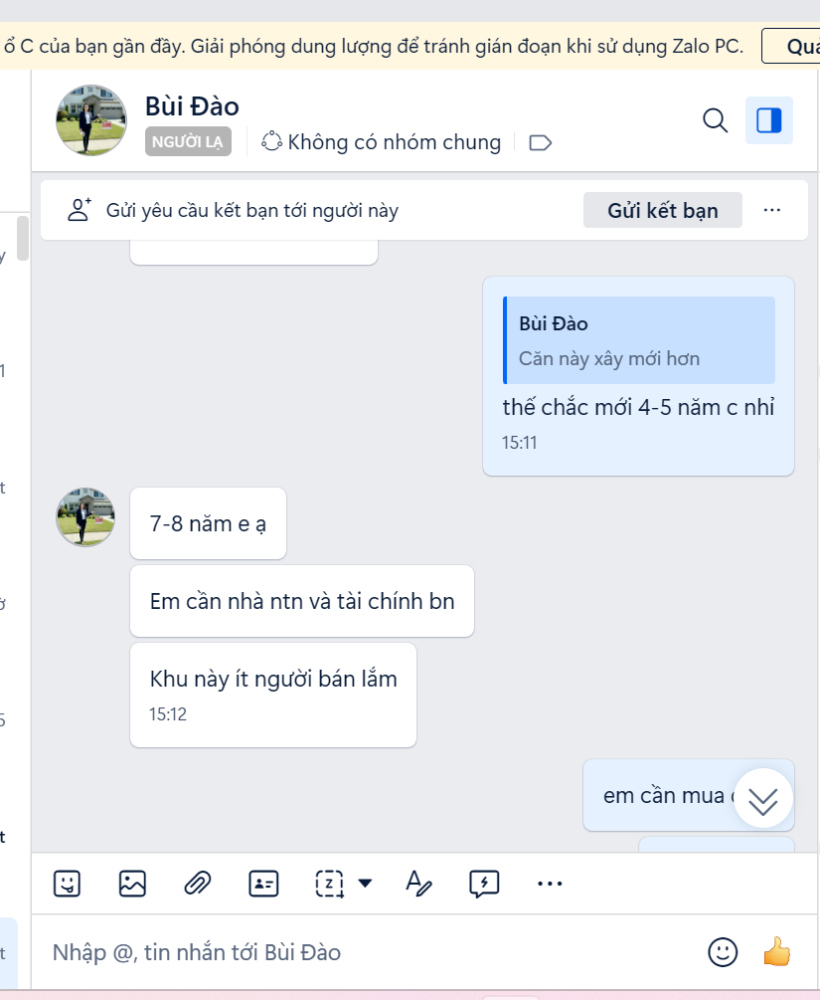 ổ C của bạn gần đầy. Giải phóng dung lượng để tránh gián đoạn khi sử dụng Zalo PC.
Bùi Đào
NGƯỜI LẠ
Không có nhóm chung
Gửi yêu cầu kết bạn tới người này
Gửi kết bạn
Bùi Đào
Căn này xây mới hơn
thế chắc mới 4-5 năm c nhỉ
15:11
7-8 năm e ạ
Em cần nhà ntn và tài chính bn
Khu này ít người bán lắm
15:12
em cần mua
Nhập @, tin nhắn tới Bùi Đào